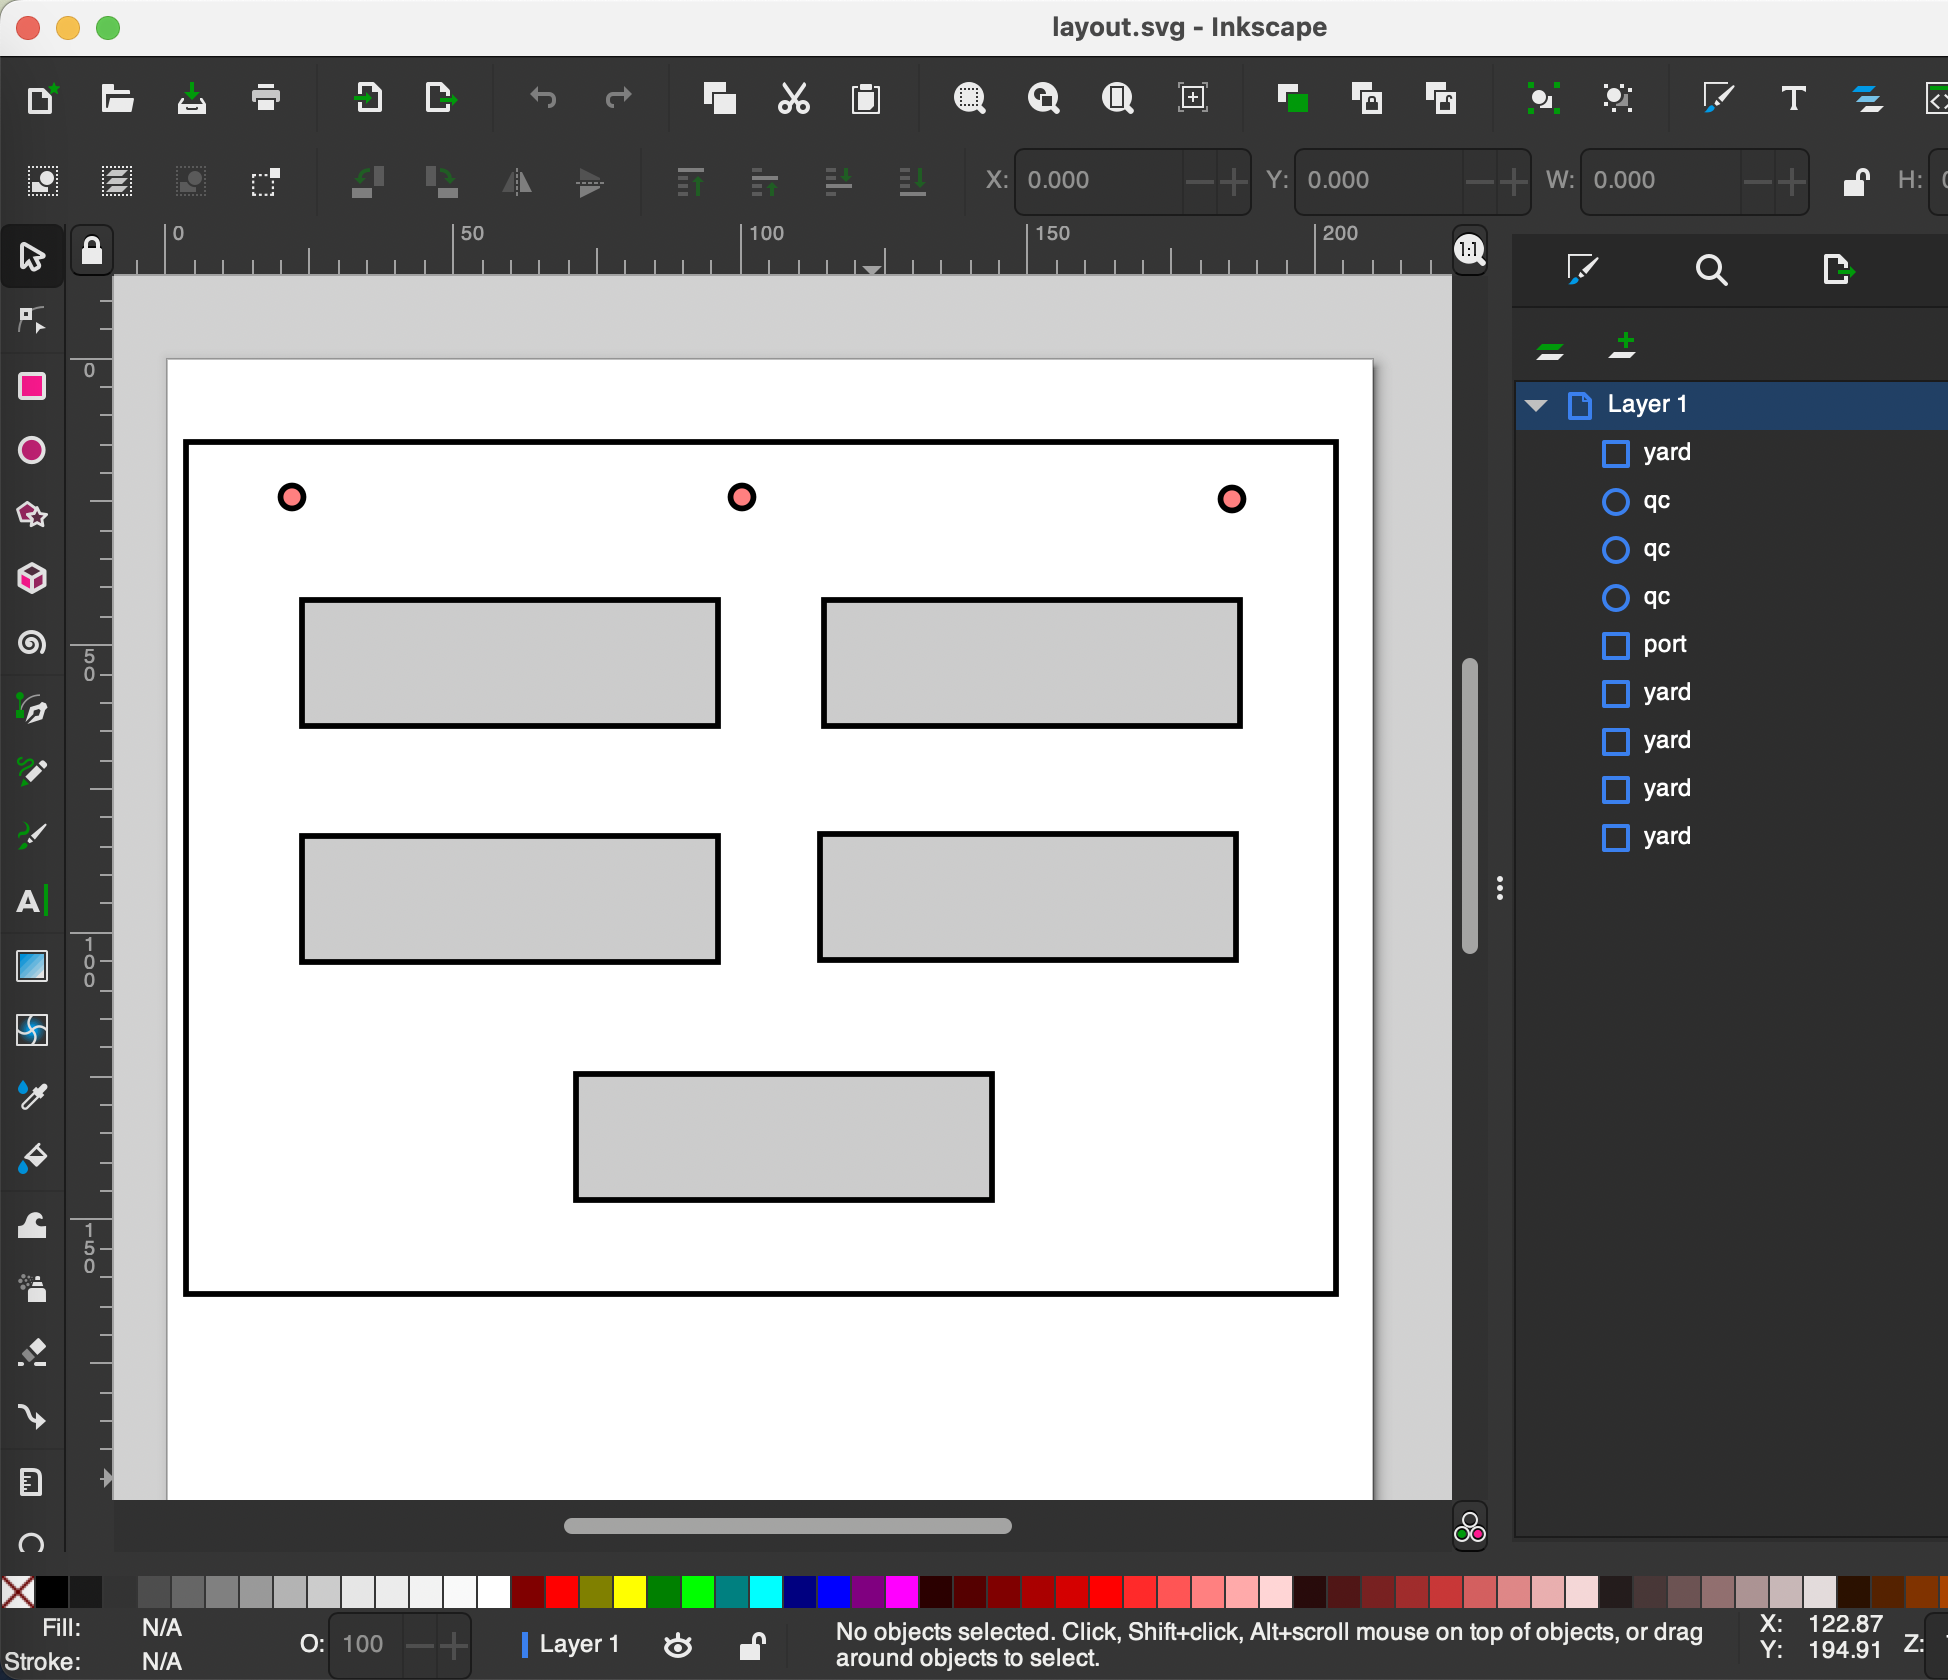 layout.svg - Inkscape
X: 0.000 Y: 0.000 W: 0.000 H:
0 50 100 150 200
1:1
0
50
100
150
Layer 1
yard
qc
qc
qc
port
yard
yard
yard
yard
A
Fill: N/A
Stroke: N/A
O: 100
Layer 1
No objects selected. Click, Shift+click, Alt+scroll mouse on top of objects, or drag
around objects to select.
X: 122.87
Y: 194.91
Z: